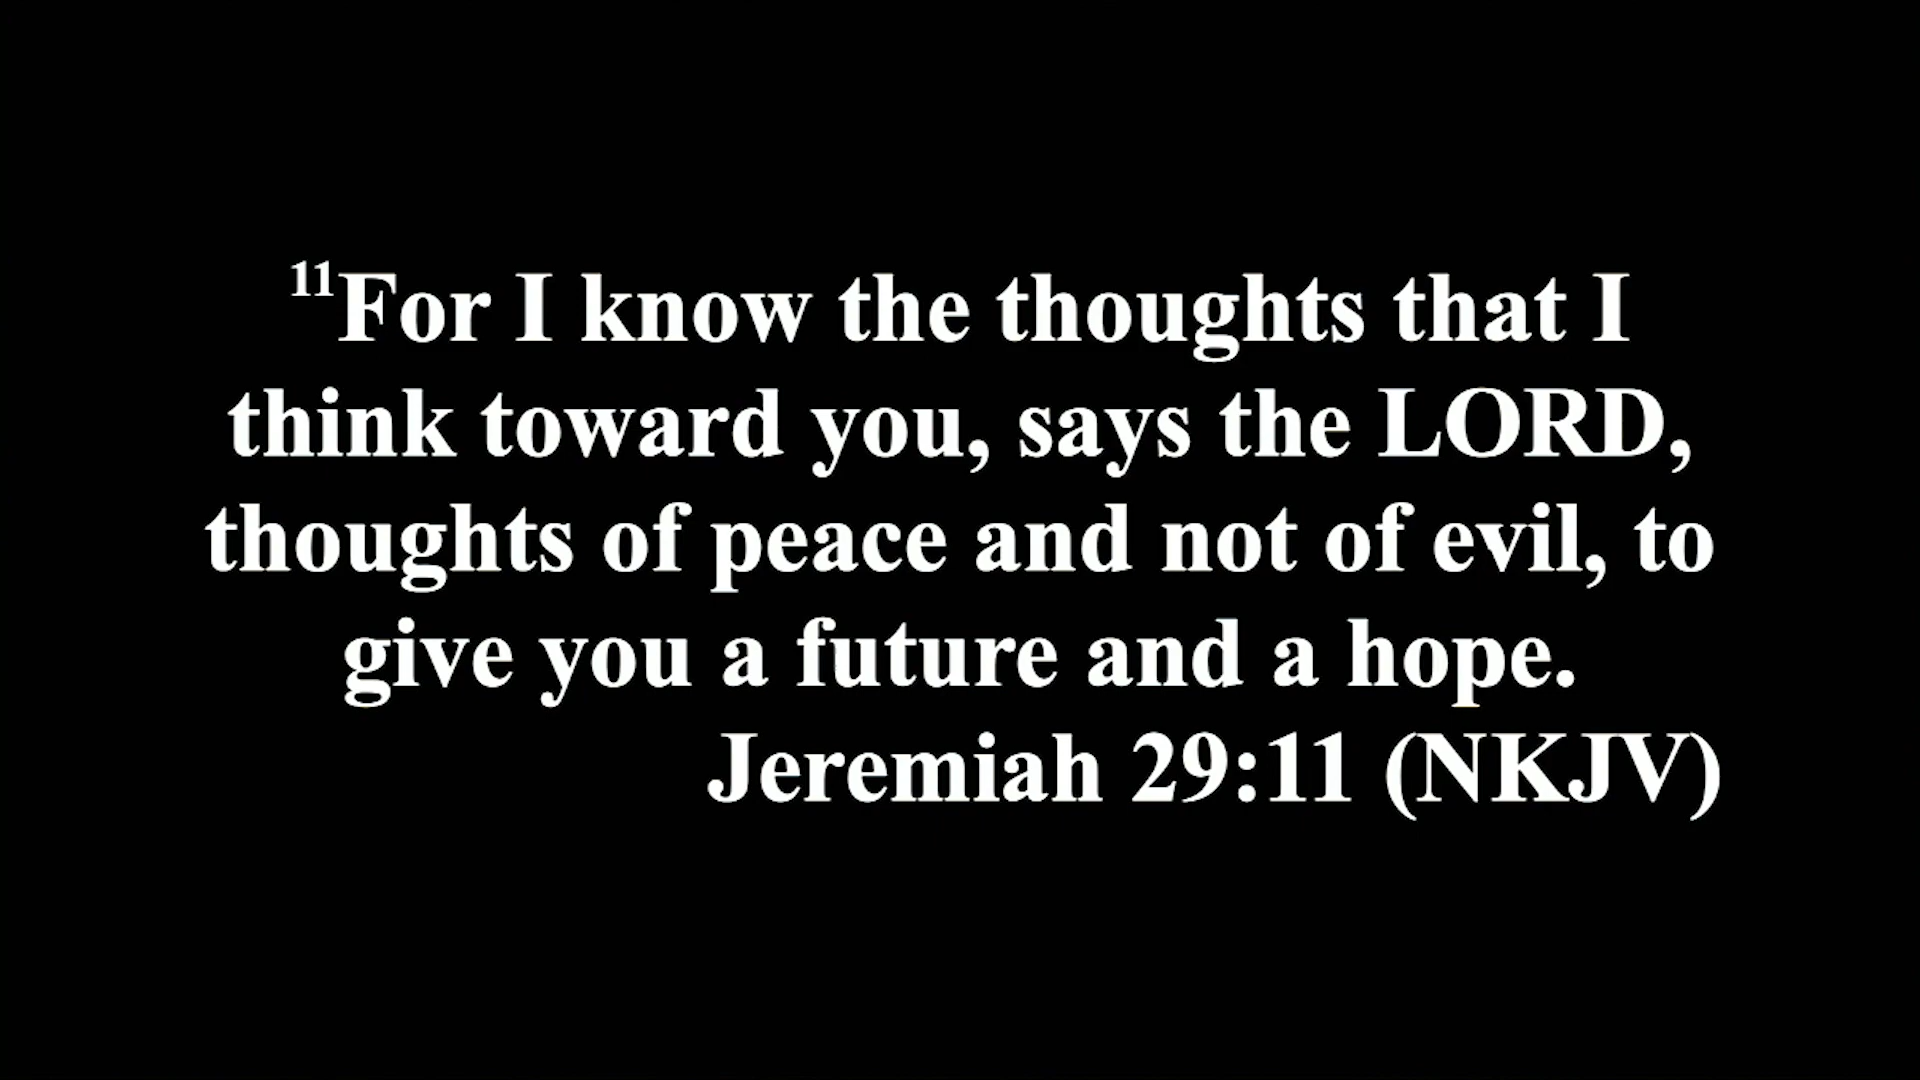 ¹¹For I know the thoughts that I
think toward you, says the LORD,
thoughts of peace and not of evil, to
give you a future and a hope.
Jeremiah 29:11 (NKJV)